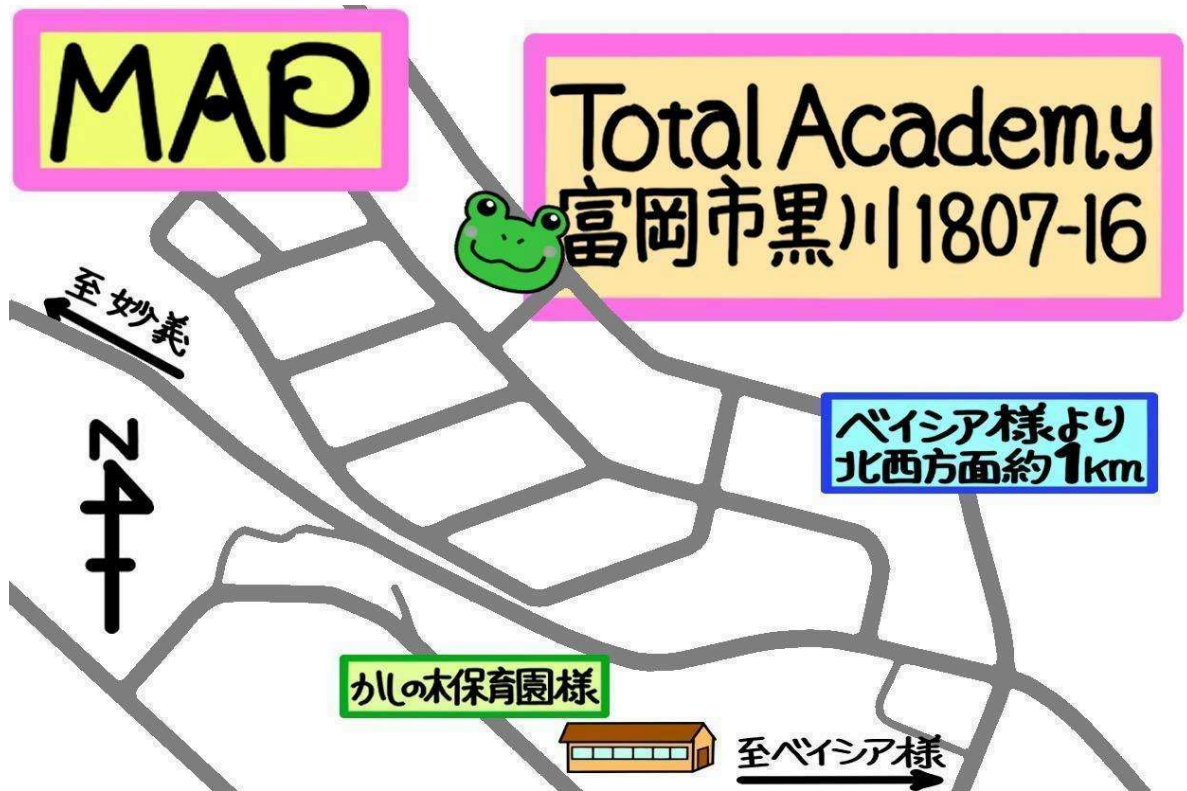 MAP
Total Academy
富岡市黒川1807-16
至妙義
N
ベイシア様より
北西方面約1km
かしの木保育園様
至ベイシア様